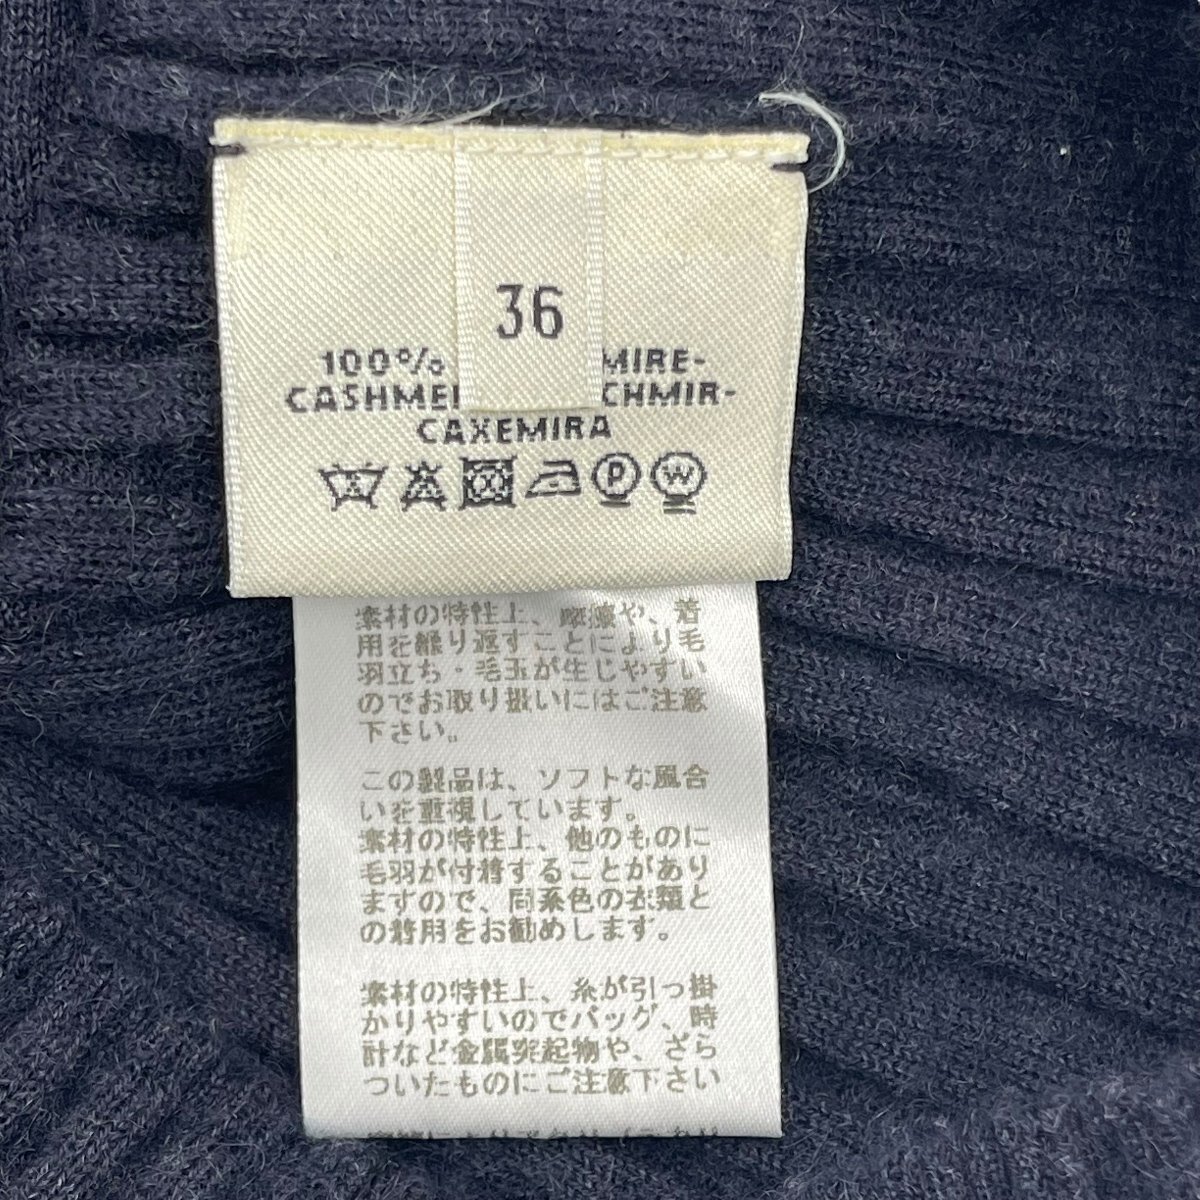 36
100% MIRE-
CHMIR-
CAXEMIRA
P W
素材の特性上、摩擦や、着
用を繰り返すことにより毛
羽立ち・毛玉が生じやすい
のでお取り扱いにはご注意
下さい。
この製品は、ソフトな風合
いを重視しています。
素材の特性上、他のものに
毛羽が付着することがあり
ますので、同系色の衣類と
の着用をお勧めします。
素材の特性上、糸が引っ掛
かりやすいのでバッグ、時
計など金属突起物や、ざら
ついたものにご注意下さい